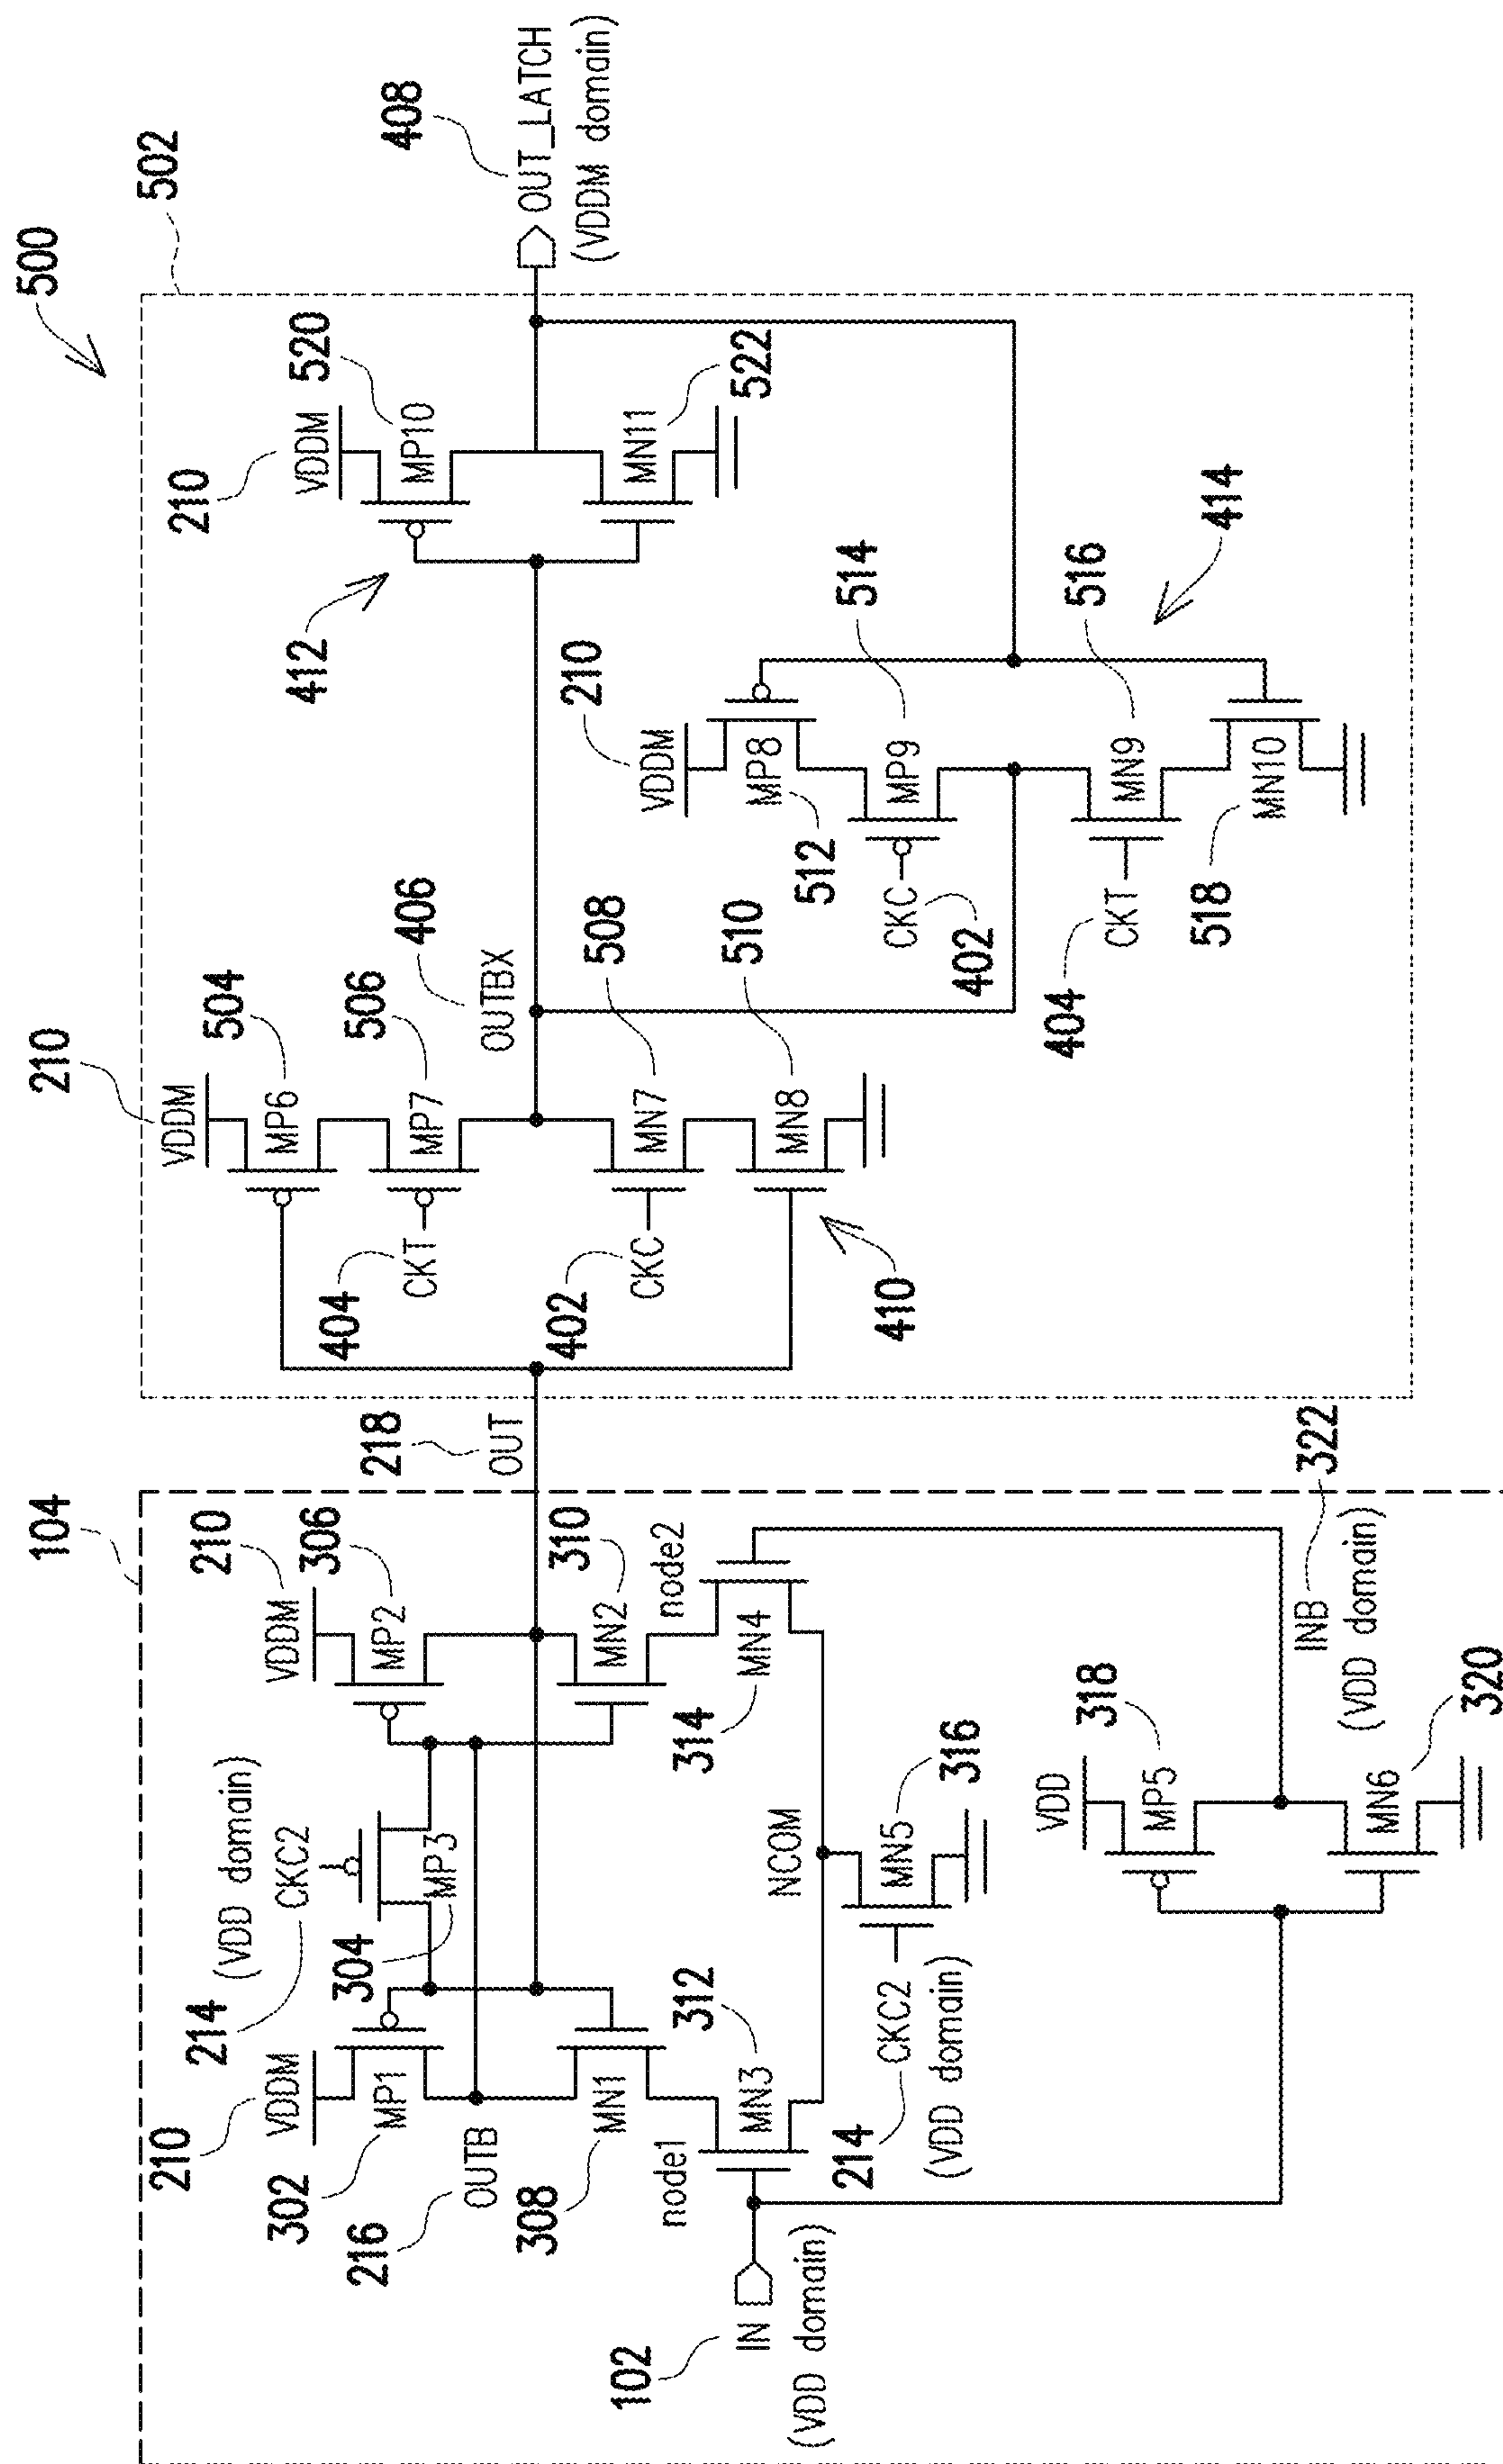 500
502
104
408
OUT_LATCH
(VDDM domain)
210
VDDM
520
MP10
MN11
522
412
210
VDDM
504
MP6
506
MP7
404
CKT
OUTBX
406
402
CKC
MN7
508
MN8
510
410
210
VDDM
MP8
512
514
MP9
CKC
402
516
MN9
404
CKT
MN10
518
414
218
OUT
210
VDDM
306
MP2
310
MN2
node2
MN4
314
(VDD domain)
CKC2
214
MP3
304
210
VDDM
MP1
302
OUTB
216
MN1
308
node1
MN3
312
NCOM
MN5
316
CKC2
214
(VDD domain)
IN
102
(VDD domain)
VDD
318
MP5
MN6
320
INB
322
(VDD domain)